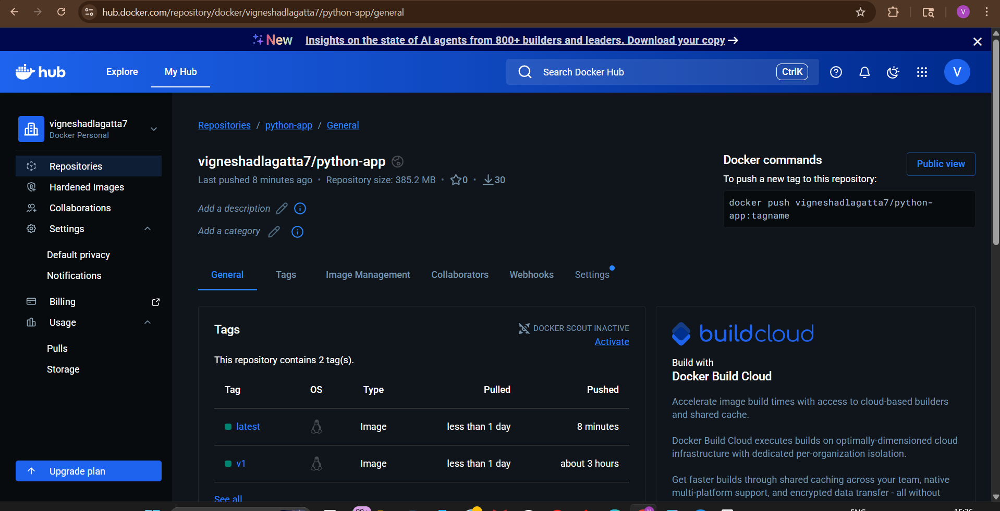 hub.docker.com/repository/docker/vigneshadlagatta7/python-app/general
V
New Insights on the state of AI agents from 800+ builders and leaders. Download your copy →
hub
Explore
My Hub
Search Docker Hub
CtrlK
V
vigneshadlagatta7
Docker Personal
Repositories
Hardened Images
Collaborations
Settings
Default privacy
Notifications
Billing
Usage
Pulls
Storage
Upgrade plan
Repositories / python-app / General
vigneshadlagatta7/python-app
Last pushed 8 minutes ago • Repository size: 385.2 MB • 0 • 30
Add a description
Add a category
Docker commands
Public view
To push a new tag to this repository:
docker push vigneshadlagatta7/python-
app:tagname
General Tags Image Management Collaborators Webhooks Settings
Tags
DOCKER SCOUT INACTIVE
Activate
This repository contains 2 tag(s).
Tag OS Type Pulled Pushed
latest Image less than 1 day 8 minutes
v1 Image less than 1 day about 3 hours
See all
buildcloud
Build with
Docker Build Cloud
Accelerate image build times with access to cloud-based builders
and shared cache.
Docker Build Cloud executes builds on optimally-dimensioned cloud
infrastructure with dedicated per-organization isolation.
Get faster builds through shared caching across your team, native
multi-platform support, and encrypted data transfer - all without